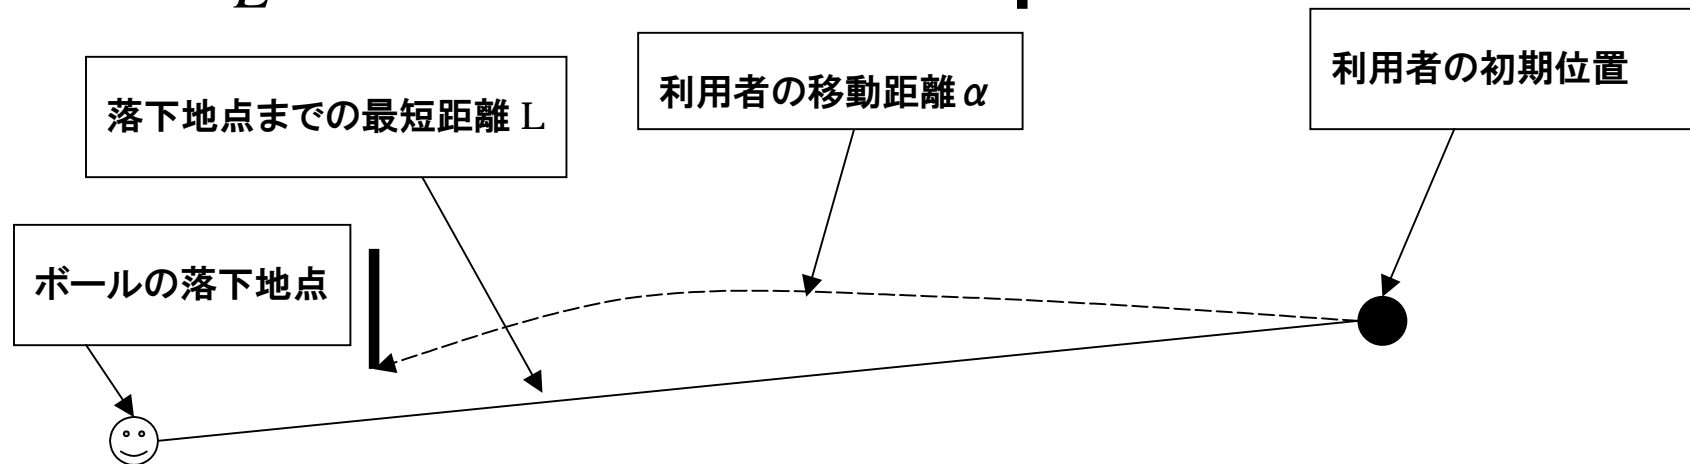 L
落下地点までの最短距離 L
利用者の移動距離α
利用者の初期位置
ボールの落下地点